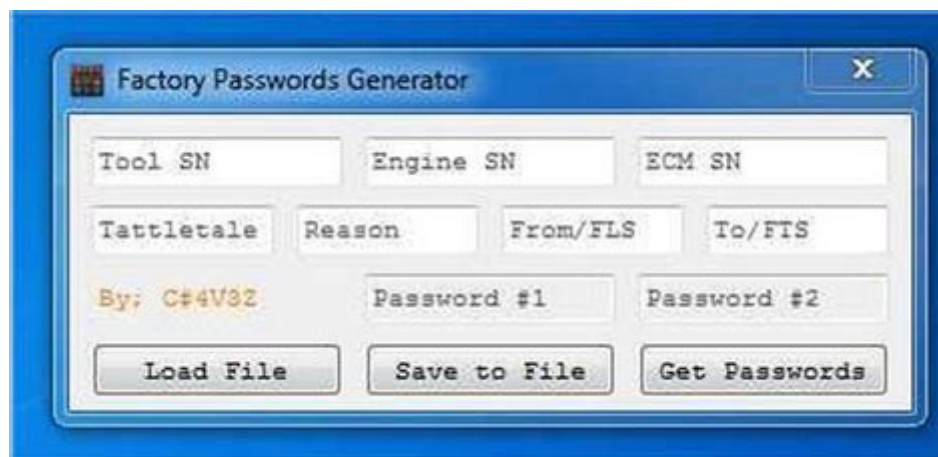 Factory Passwords Generator
Tool SN Engine SN ECM SN
Tattletale Reason From/FLS To/FTS
By; C#4V3Z Password #1 Password #2
Load File Save to File Get Passwords